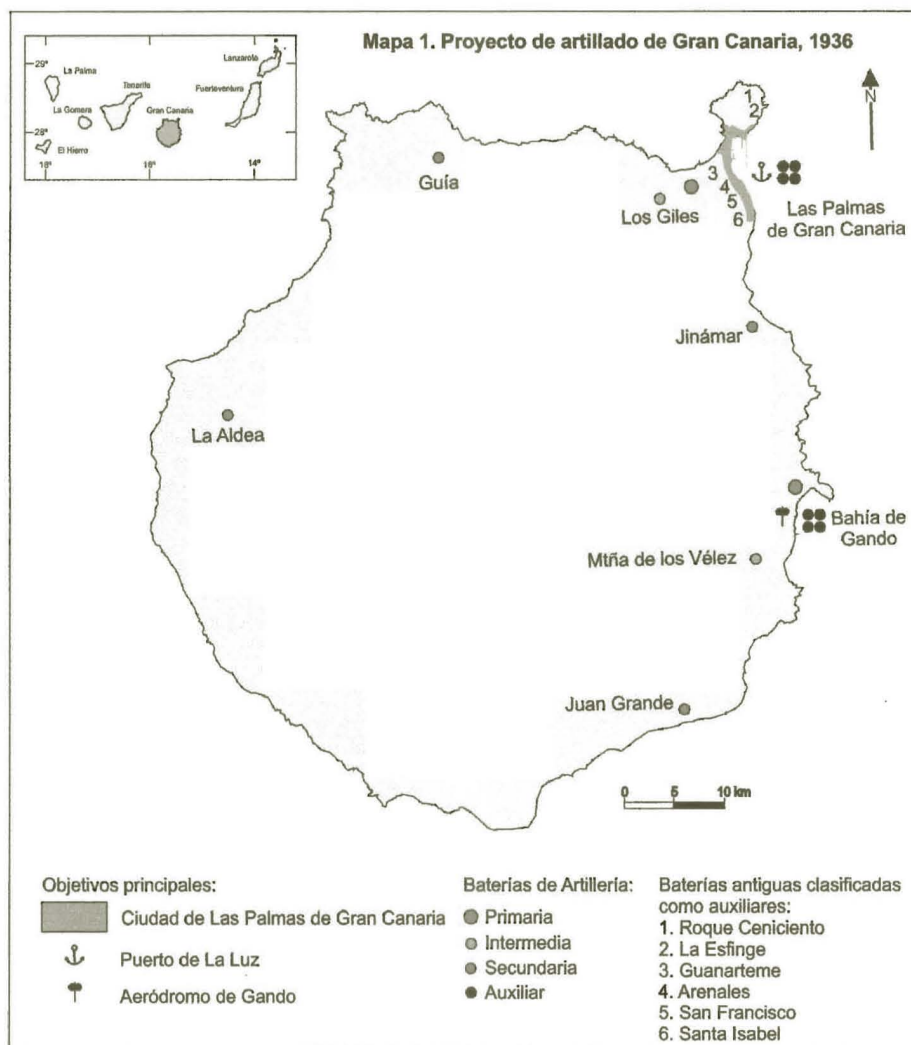 Mapa 1. Proyecto de artillado de Gran Canaria, 1936
29°
28°
18°
16°
14°
La Palma
La Gomera
El Hierro
Tenerife
Gran Canaria
Fuerteventura
Lanzarote
N
1
2
3
4
5
6
Guía
Los Giles
Las Palmas
de Gran Canaria
Jinámar
La Aldea
Bahía de
Gando
Mtña de los Vélez
Juan Grande
0 5 10 km
Objetivos principales:
Ciudad de Las Palmas de Gran Canaria
Puerto de La Luz
Aeródromo de Gando
Baterías de Artillería:
Primaria
Intermedia
Secundaria
Auxiliar
Baterías antiguas clasificadas
como auxiliares:
1. Roque Ceniciento
2. La Esfinge
3. Guanarteme
4. Arenales
5. San Francisco
6. Santa Isabel